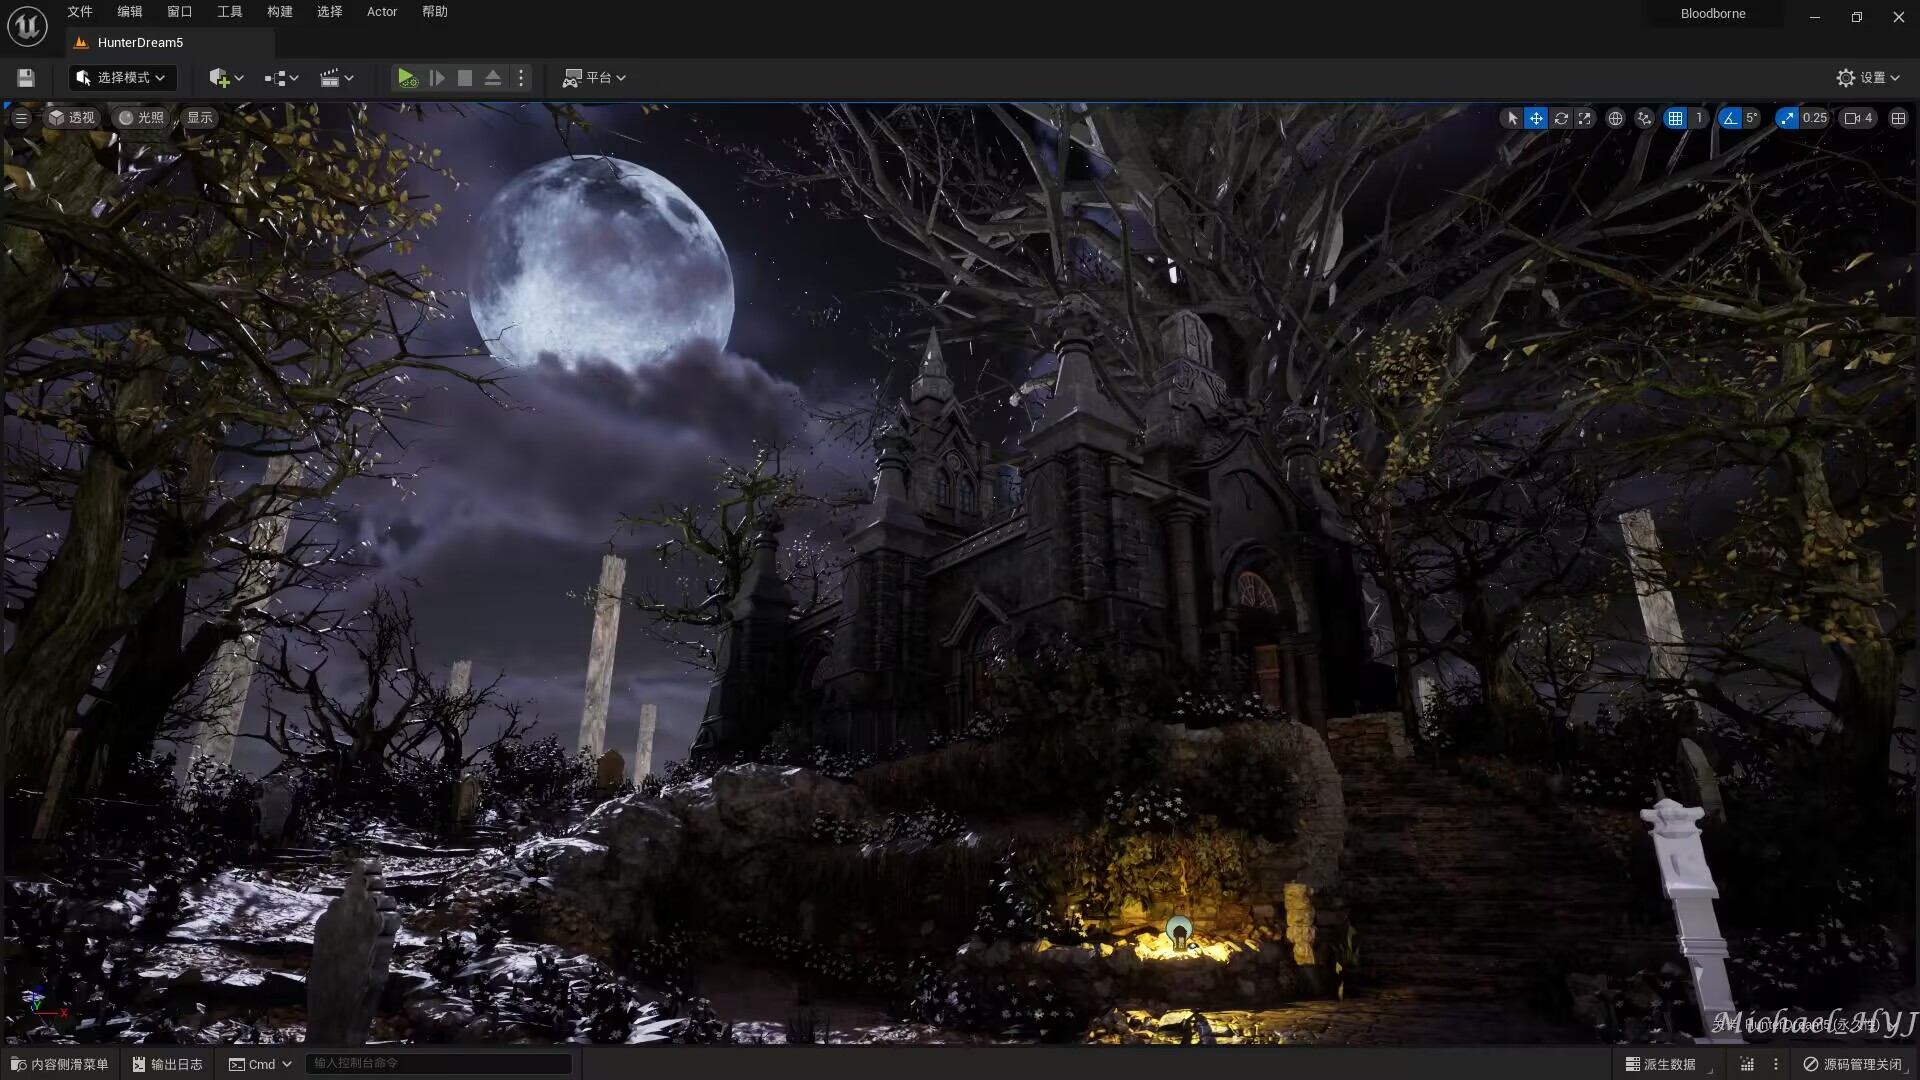 文件 编辑 窗口 工具 构建 选择 Actor 帮助
Bloodborne
HunterDream5
选择模式
平台
设置
透视 光照 显示
1 5° 0.25 4
X
Michael_HYJ
内容侧滑菜单 输出日志 Cmd 输入控制台命令
派生数据 源码管理关闭